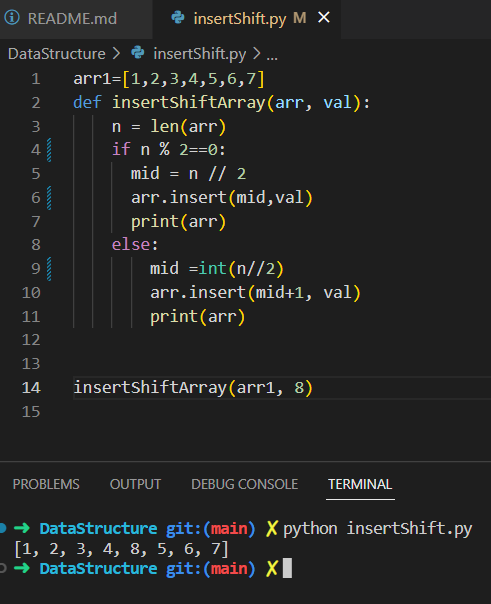 README.md insertShift.py M
DataStructure > insertShift.py > ...
1 arr1=[1,2,3,4,5,6,7]
2 def insertShiftArray(arr, val):
3 n = len(arr)
4 if n % 2==0:
5 mid = n // 2
6 arr.insert(mid,val)
7 print(arr)
8 else:
9 mid =int(n//2)
10 arr.insert(mid+1, val)
11 print(arr)
12
13
14 insertShiftArray(arr1, 8)
15
PROBLEMS OUTPUT DEBUG CONSOLE TERMINAL
➜ DataStructure git:(main) ✗ python insertShift.py
[1, 2, 3, 4, 8, 5, 6, 7]
➜ DataStructure git:(main) ✗